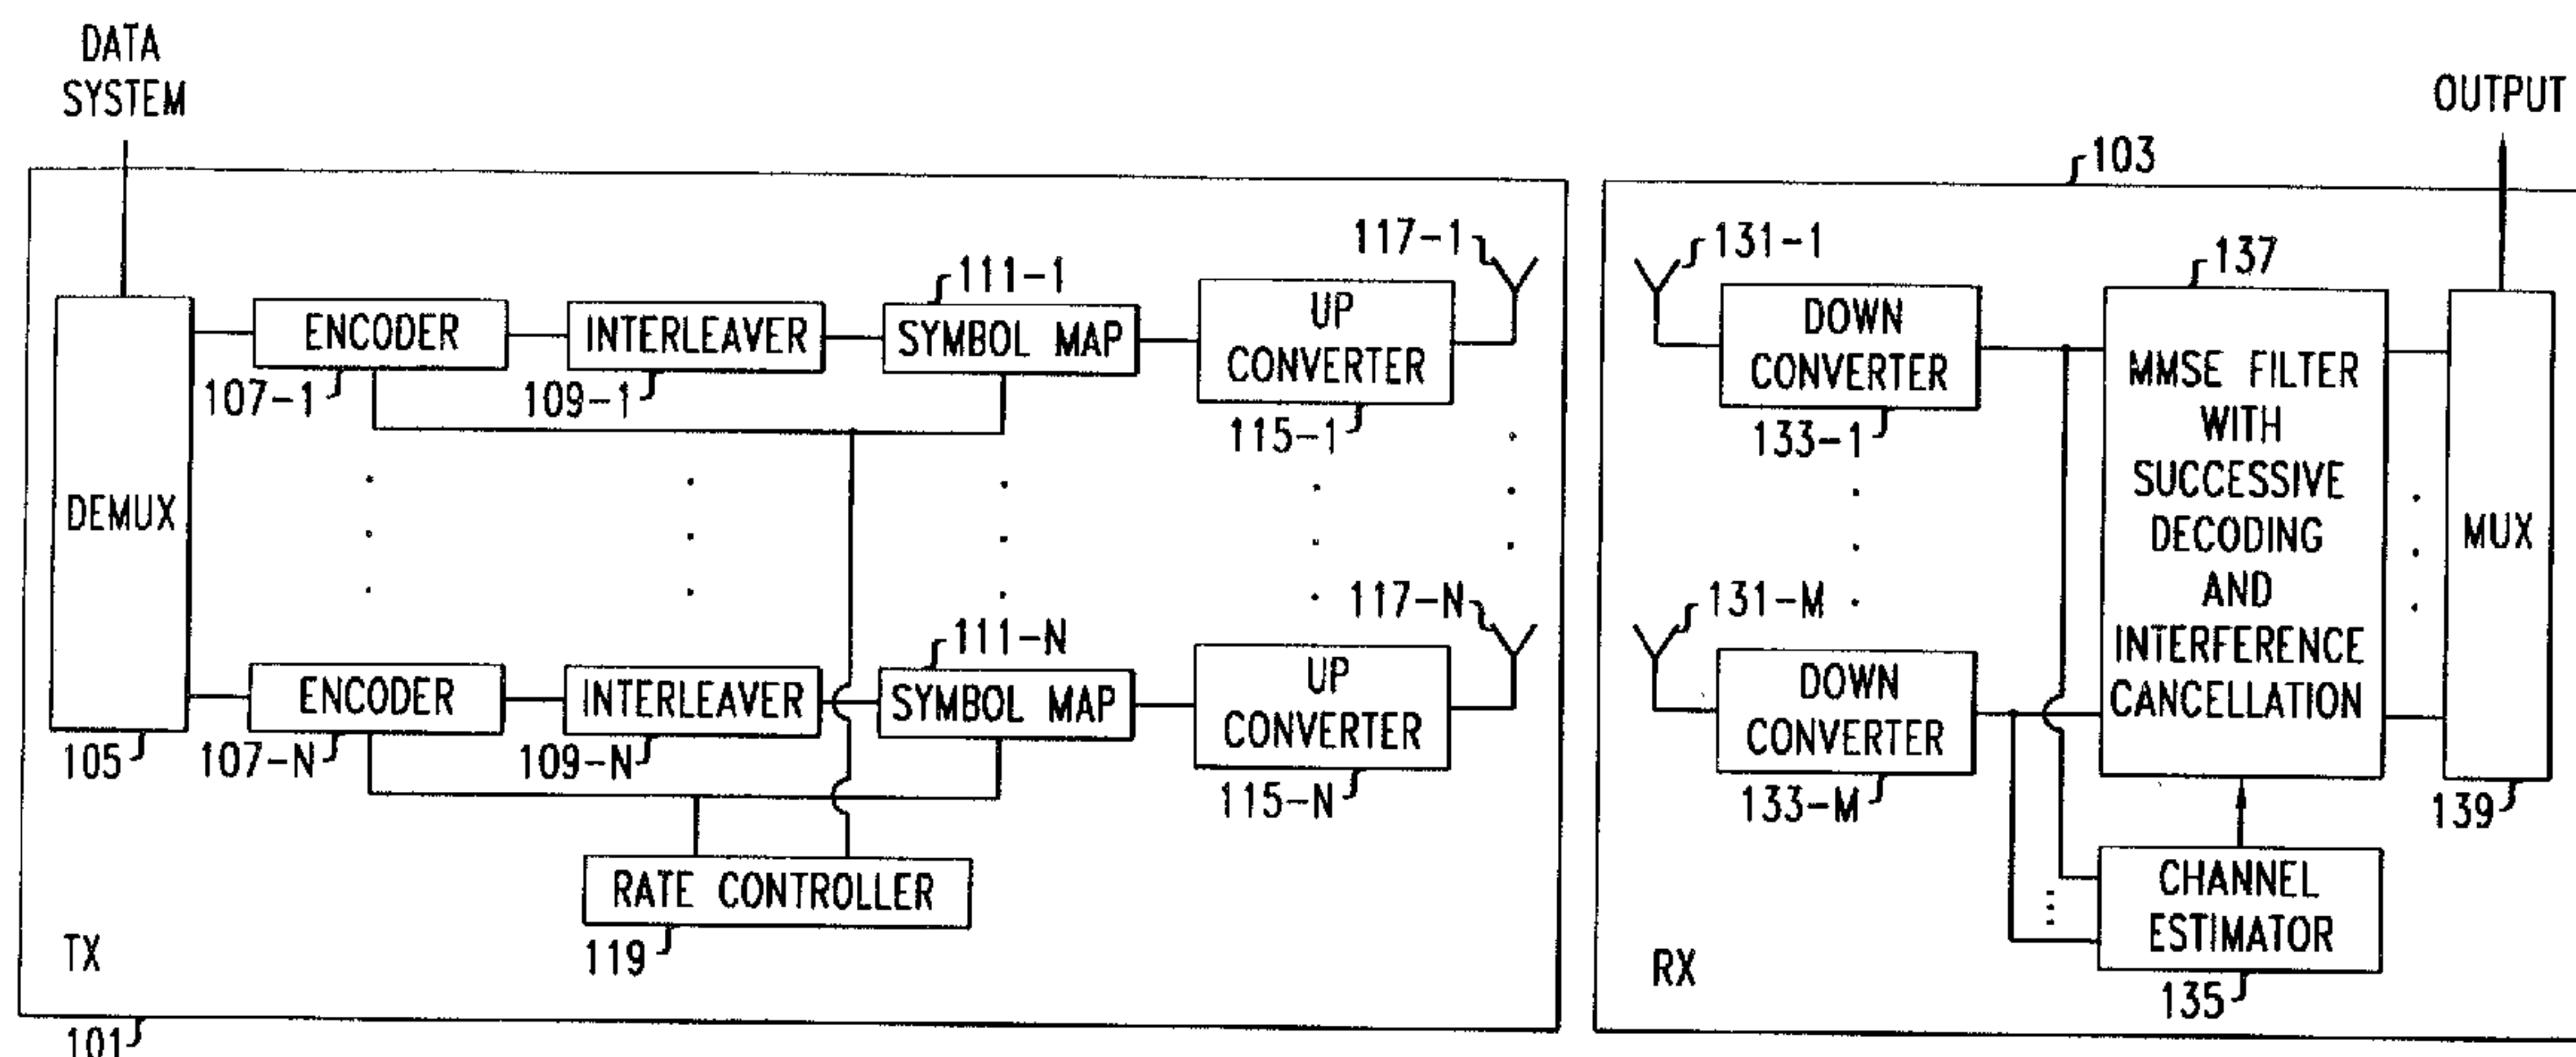 DATA
SYSTEM
OUTPUT
103
117-1
131-1
137
111-1
ENCODER
INTERLEAVER
SYMBOL MAP
UP
CONVERTER
DOWN
CONVERTER
107-1
109-1
115-1
133-1
DEMUX
MMSE FILTER
WITH
SUCCESSIVE
DECODING
AND
INTERFERENCE
CANCELLATION
MUX
117-N
131-M
111-N
ENCODER
INTERLEAVER
SYMBOL MAP
UP
CONVERTER
DOWN
CONVERTER
105
107-N
109-N
115-N
133-M
139
RATE CONTROLLER
CHANNEL
ESTIMATOR
119
135
TX
RX
101